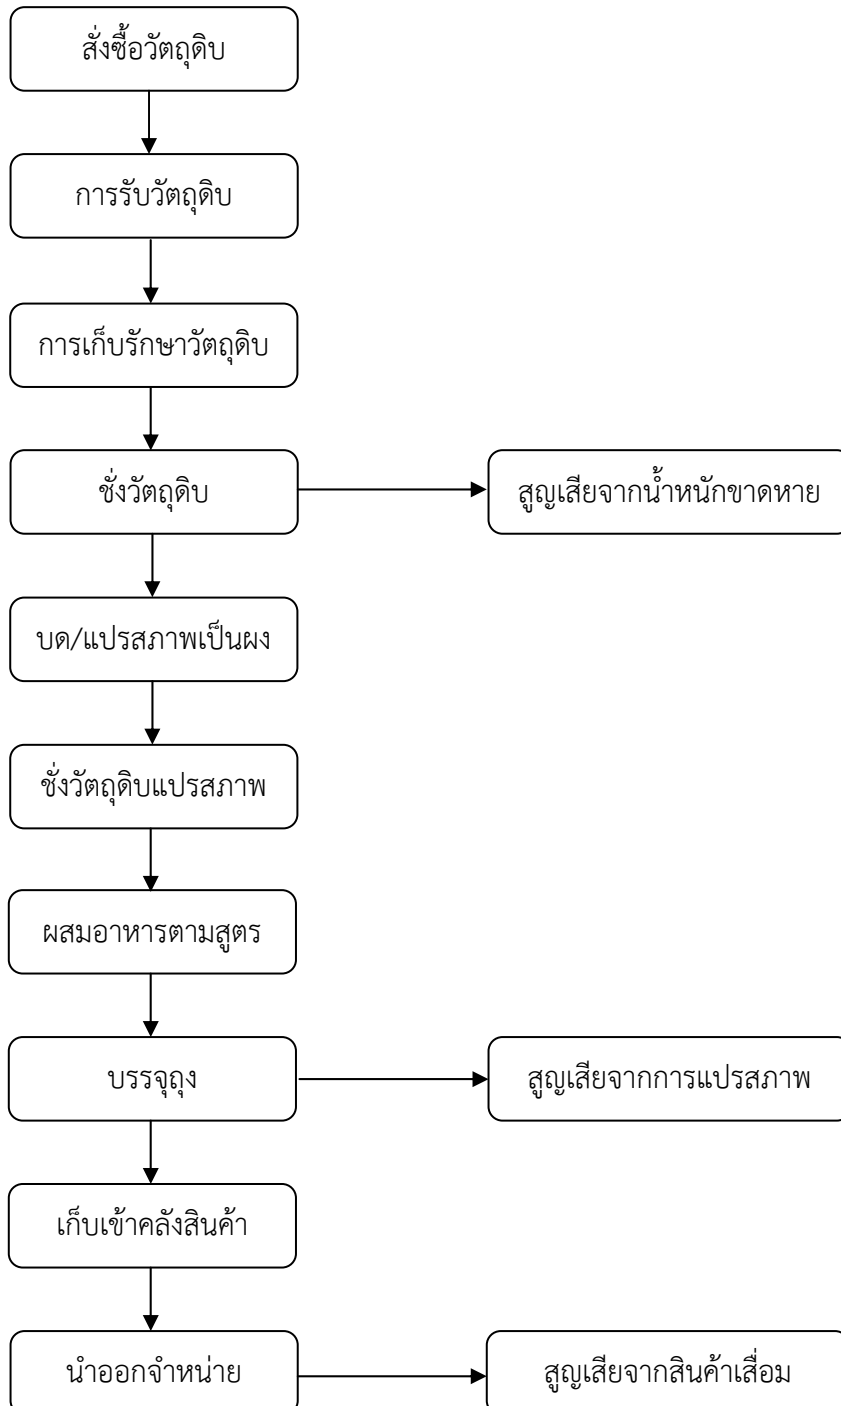 สั่งซื้อวัตถุดิบ
การรับวัตถุดิบ
การเก็บรักษาวัตถุดิบ
ชั่งวัตถุดิบ
สูญเสียจากน้ำหนักขาดหาย
บด/แปรสภาพเป็นผง
ชั่งวัตถุดิบแปรสภาพ
ผสมอาหารตามสูตร
บรรจุถุง
สูญเสียจากการแปรสภาพ
เก็บเข้าคลังสินค้า
นำออกจำหน่าย
สูญเสียจากสินค้าเสื่อม